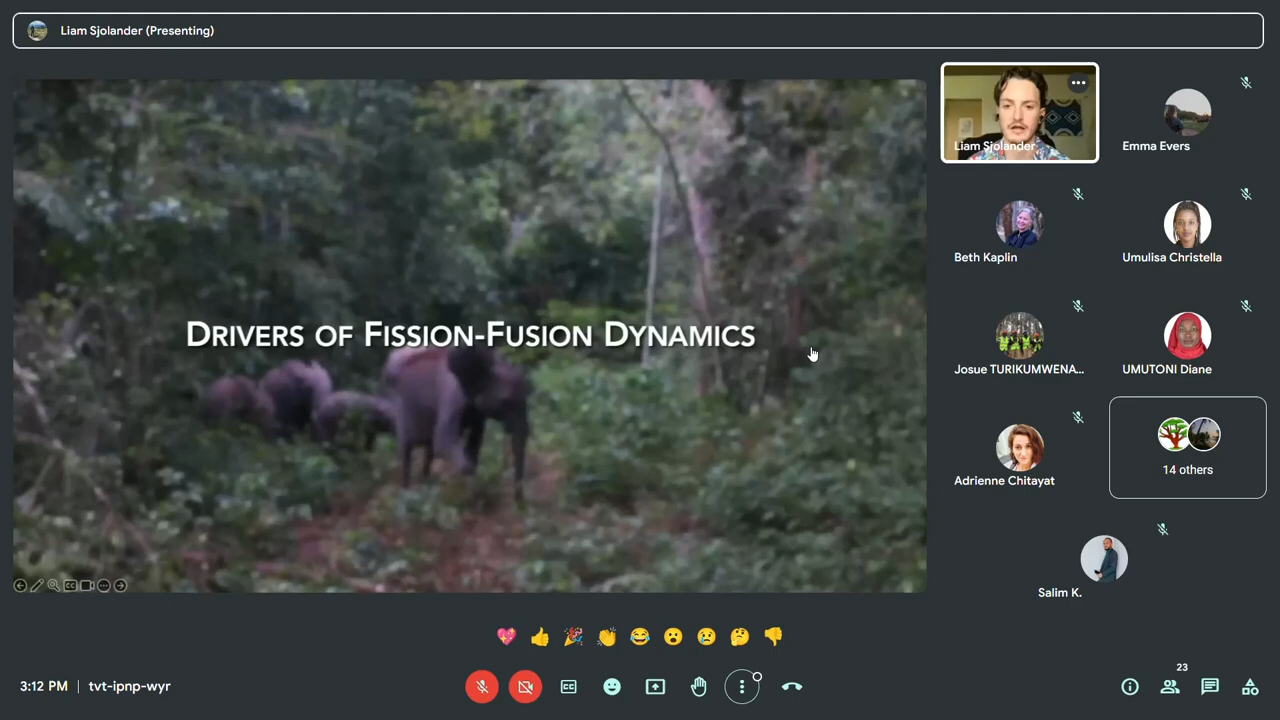 Liam Sjolander (Presenting)
DRIVERS OF FISSION-FUSION DYNAMICS
Liam Sjolander
Emma Evers
Beth Kaplin
Umulisa Christella
Josue TURIKUMWENA...
UMUTONI Diane
Adrienne Chitayat
14 others
Salim K.
3:12 PM | tvt-ipnp-wyr
23